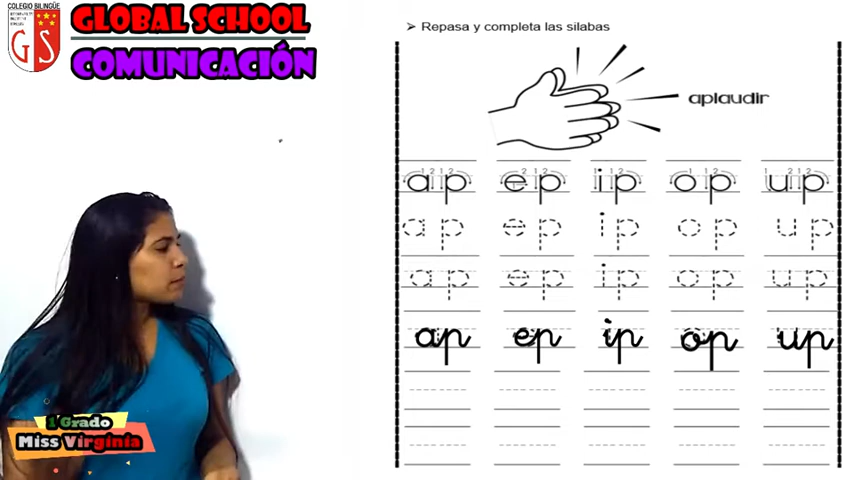 COLEGIO BILINGÜE
GS
GLOBAL SCHOOL
COMUNICACIÓN
➢ Repasa y completa las sílabas
aplaudir
ap ep ip op up
ap ep ip op up
ap ep ip op up
ap ep ip op up
1 Grado
Miss Virginia